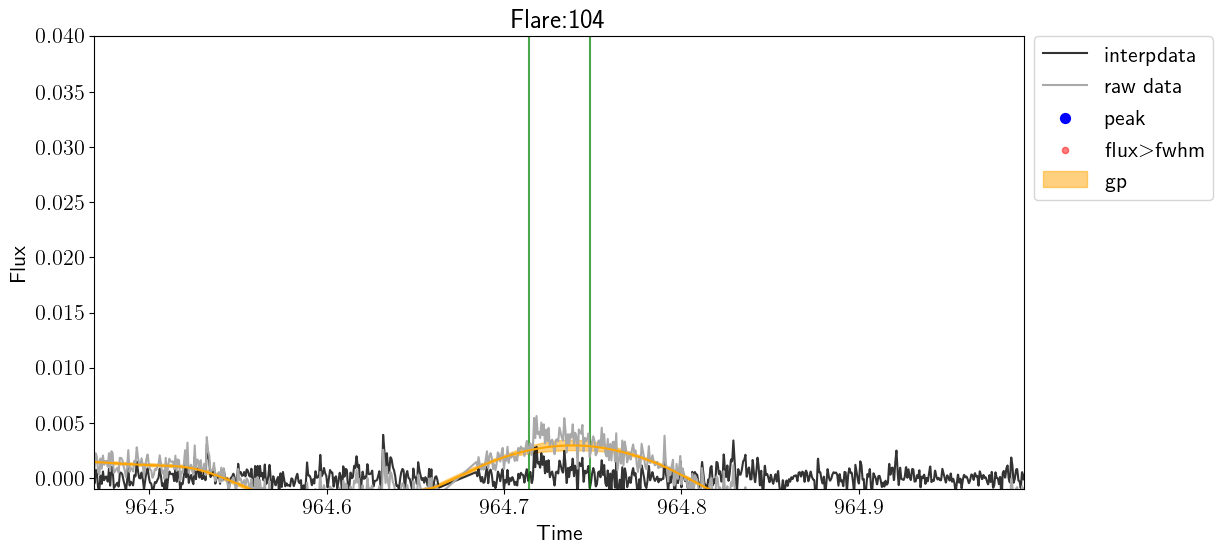 Flare:104
0.040
0.035
0.030
0.025
0.020
0.015
0.010
0.005
0.000
Flux
964.5 964.6 964.7 964.8 964.9
Time
interpdata
raw data
peak
flux>fwhm
gp